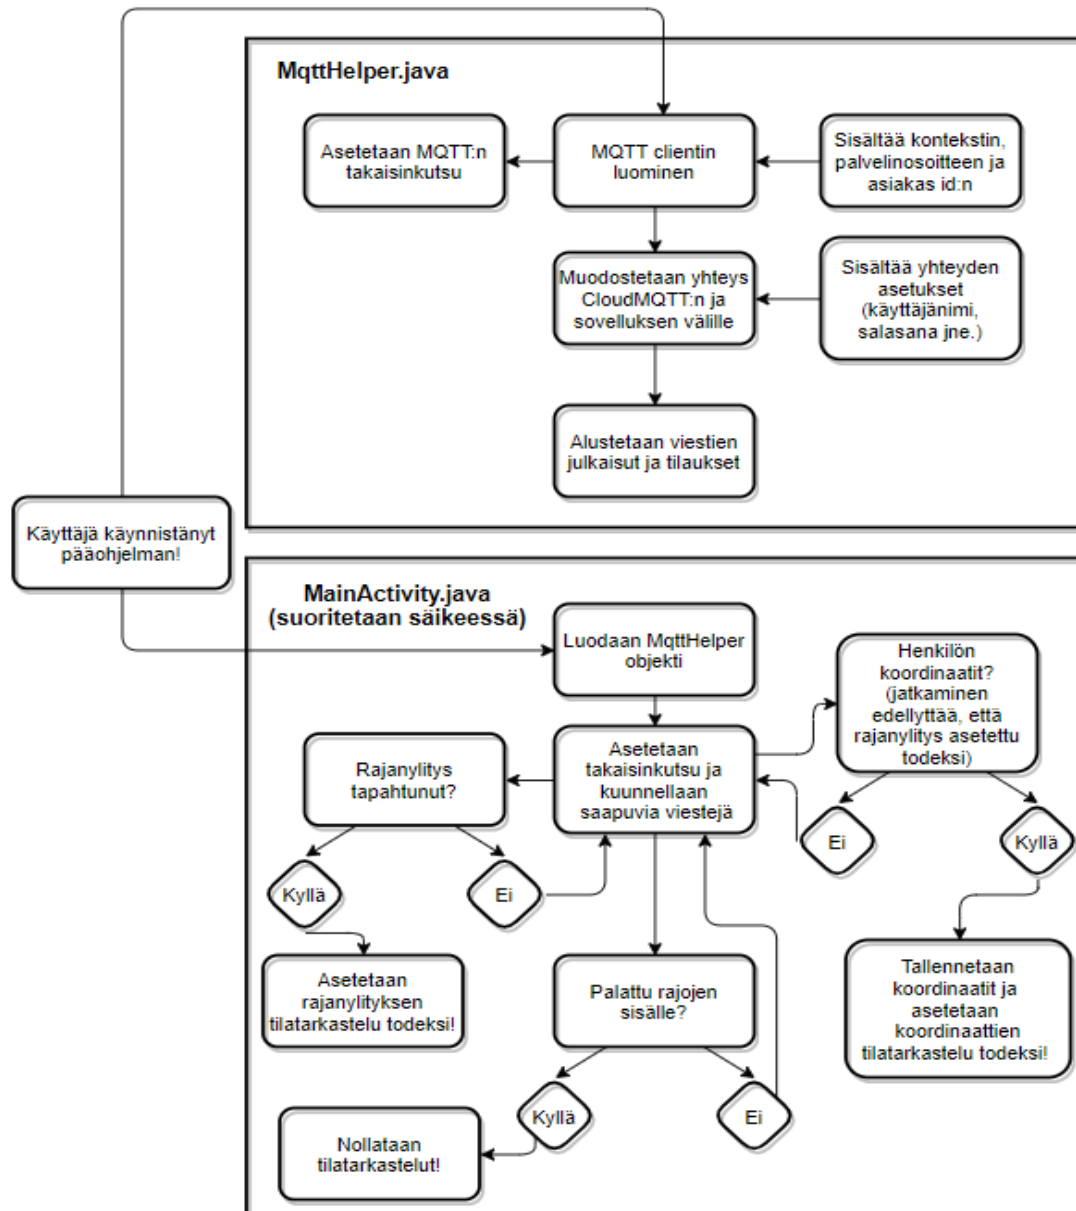 MqttHelper.java
Asetetaan MQTT:n
takaisinkutsu
MQTT clientin
luominen
Sisältää kontekstin,
palvelinosoitteen ja
asiakas id:n
Muodostetaan yhteys
CloudMQTT:n ja
sovelluksen välille
Sisältää yhteyden
asetukset
(käyttäjänimi,
salasana jne.)
Alustetaan viestien
julkaisut ja tilaukset
Käyttäjä käynnistänyt
pääohjelman!
MainActivity.java
(suoritetaan säikeessä)
Luodaan MqttHelper
objekti
Henkilön
koordinaatit?
(jatkaminen
edellyttää, että
rajanylitys asetettu
todeksi)
Rajanylitys
tapahtunut?
Asetetaan
takaisinkutsu ja
kuunnellaan
saapuvia viestejä
Ei
Kyllä
Kyllä
Ei
Asetetaan
rajanylityksen
tilatarkastelu todeksi!
Palattu rajojen
sisälle?
Tallennetaan
koordinaatit ja
asetetaan
koordinaattien
tilatarkastelu todeksi!
Kyllä
Ei
Nollataan
tilatarkastelut!